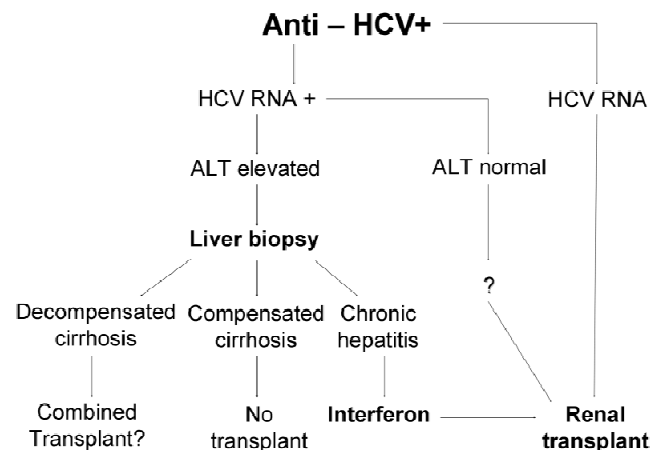 Anti – HCV+
HCV RNA +
HCV RNA
ALT elevated
ALT normal
Liver biopsy
?
Decompensated
cirrhosis
Compensated
cirrhosis
Chronic
hepatitis
Combined
Transplant?
No
transplant
Interferon
Renal
transplant